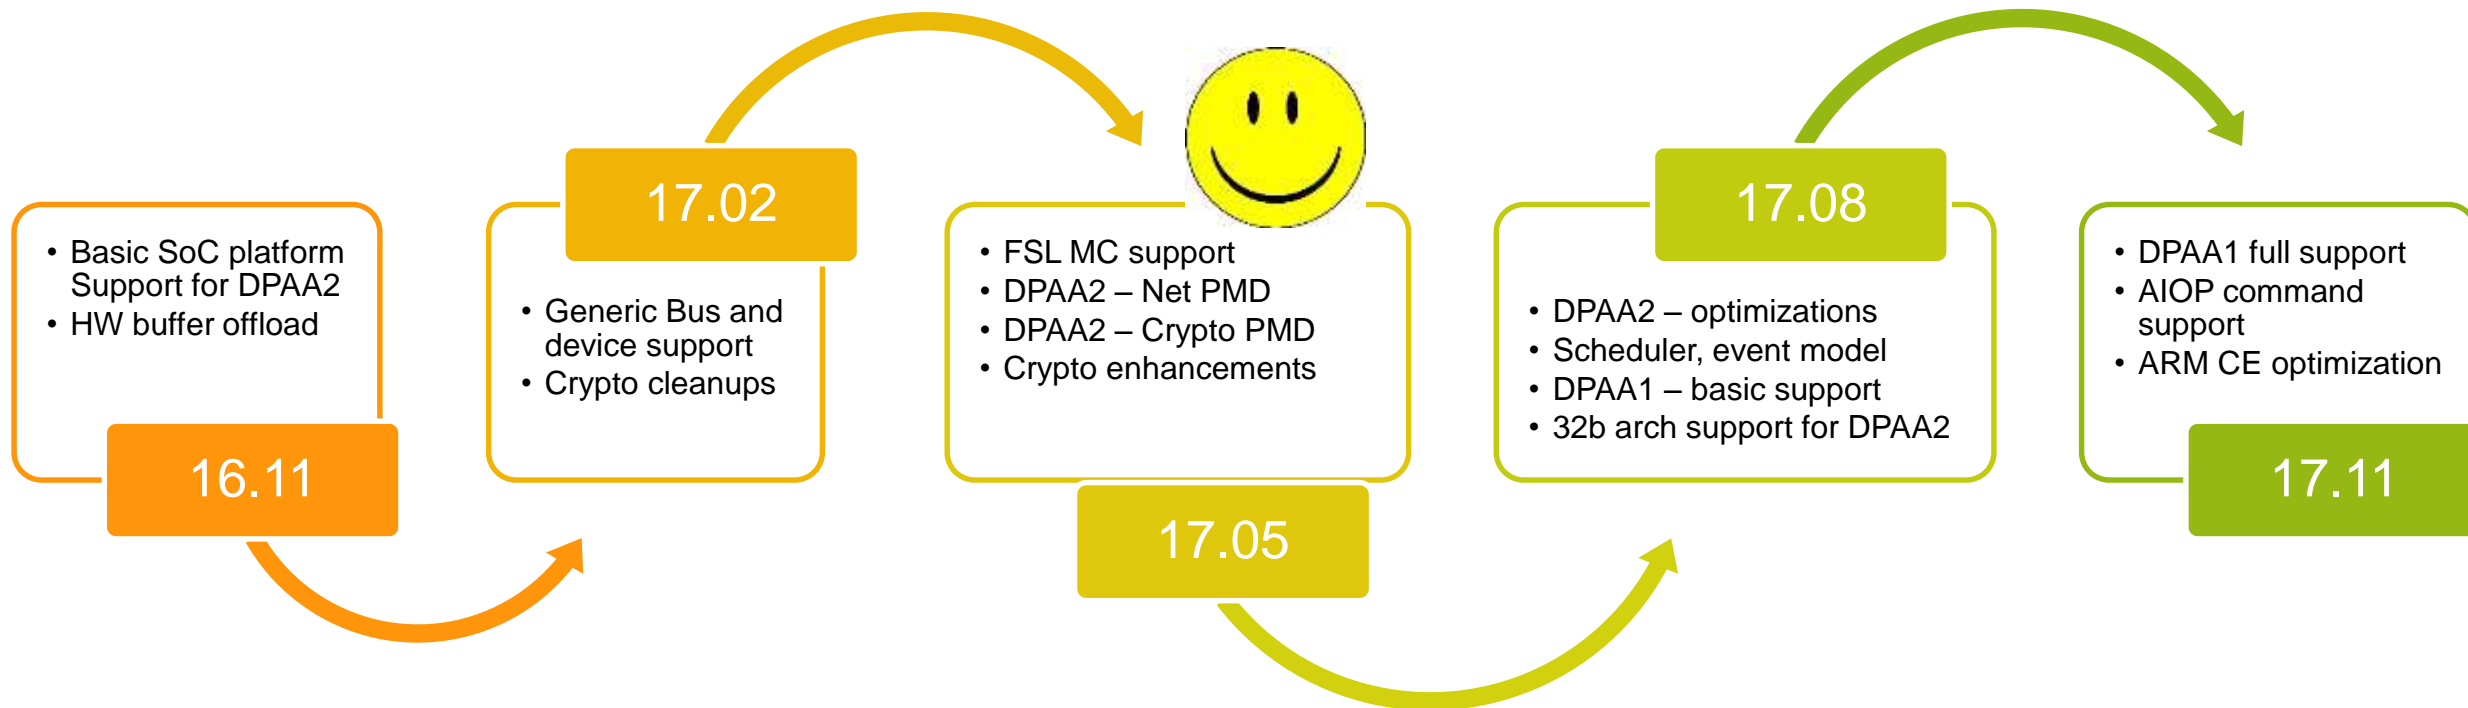 • Basic SoC platform
Support for DPAA2
• HW buffer offload
16.11
17.02
• Generic Bus and
device support
• Crypto cleanups
• FSL MC support
• DPAA2 – Net PMD
• DPAA2 – Crypto PMD
• Crypto enhancements
17.05
17.08
• DPAA2 – optimizations
• Scheduler, event model
• DPAA1 – basic support
• 32b arch support for DPAA2
• DPAA1 full support
• AIOP command
support
• ARM CE optimization
17.11